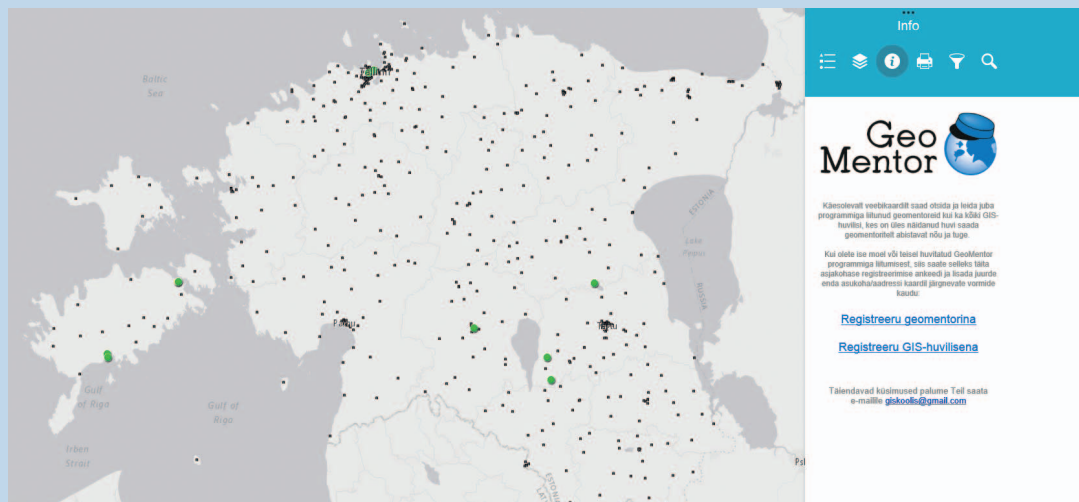 Info
Geo
Mentor
Käesolevalt veebikaardilt saad otsida ja leida juba
programmiga liitunud geomentoreid kui ka kõiki GIS-
huvilisi, kes on üles näidanud huvi saada
geomentoritelt abistavat nõu ja tuge.
Kui olete ise moel või teisel huvitatud GeoMentor
programmiga liitumisest, siis saate selleks täita
asjakohase registreerimise ankeedi ja lisada juurde
enda asukoha/aadressi kaardil järgnevate vormide
kaudu:
Registreeru geomentorina
Registreeru GIS-huvilisena
Täiendavad küsimused palume Teil saata
e-mailile giskoolis@gmail.com
Baltic
Sea
Tallinn
ESTONIA
Lake
Peipus
RUSSIA
Pärnu
Tartu
Gulf
of Riga
Gulf of
Riga
Irben
Strait
ESTONIA